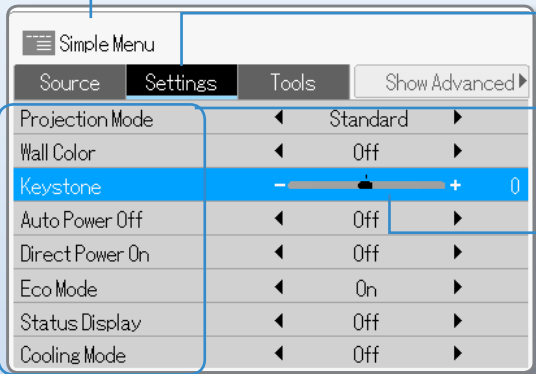 Simple Menu
Source Settings Tools Show Advanced
Projection Mode Standard
Wall Color Off
Keystone - + 0
Auto Power Off Off
Direct Power On Off
Eco Mode On
Status Display Off
Cooling Mode Off